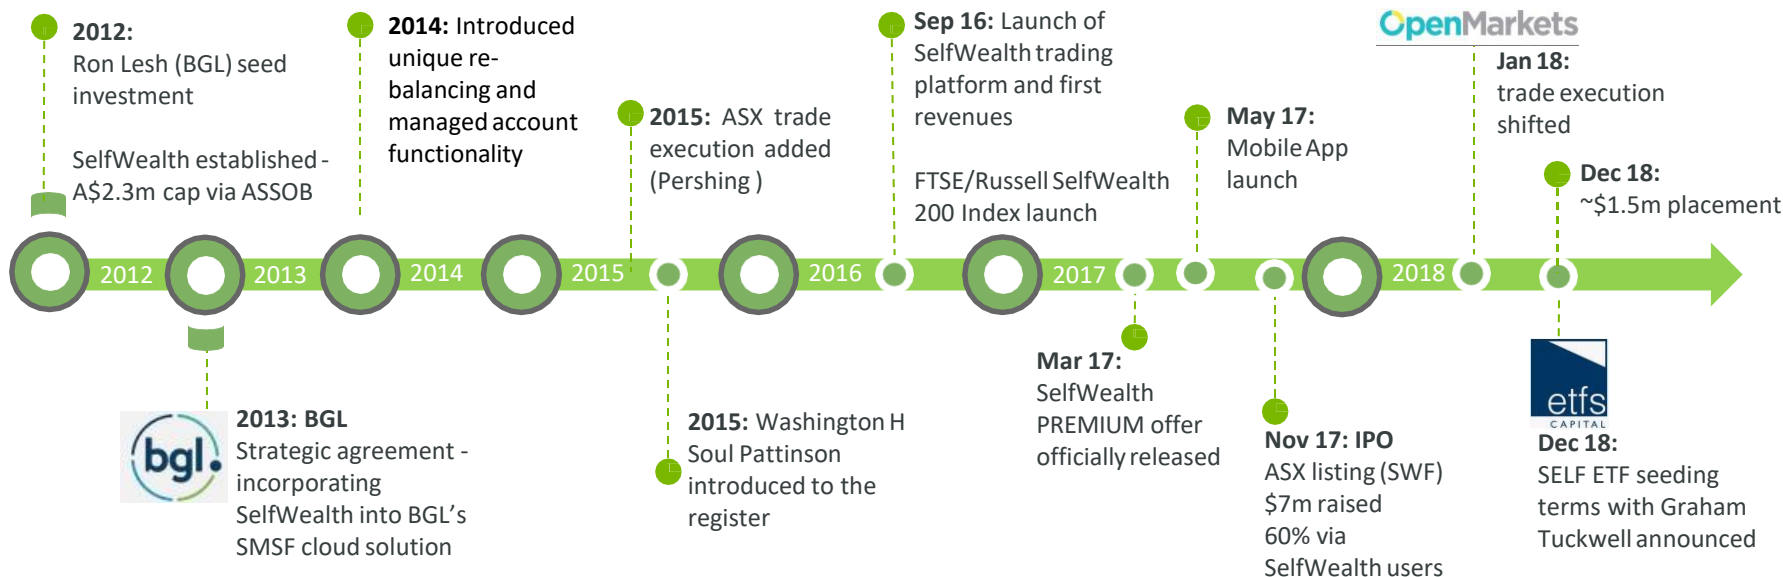 2012:
Ron Lesh (BGL) seed
investment
SelfWealth established -
A$2.3m cap via ASSOB
2014: Introduced
unique re-
balancing and
managed account
functionality
2015: ASX trade
execution added
(Pershing )
Sep 16: Launch of
SelfWealth trading
platform and first
revenues
FTSE/Russell SelfWealth
200 Index launch
May 17:
Mobile App
launch
OpenMarkets
Jan 18:
trade execution
shifted
Dec 18:
~$1.5m placement
2012
2013
2014
2015
2016
2017
2018
bgl.
2013: BGL
Strategic agreement -
incorporating
SelfWealth into BGL’s
SMSF cloud solution
2015: Washington H
Soul Pattinson
introduced to the
register
Mar 17:
SelfWealth
PREMIUM offer
officially released
Nov 17: IPO
ASX listing (SWF)
$7m raised
60% via
SelfWealth users
etfs
CAPITAL
Dec 18:
SELF ETF seeding
terms with Graham
Tuckwell announced